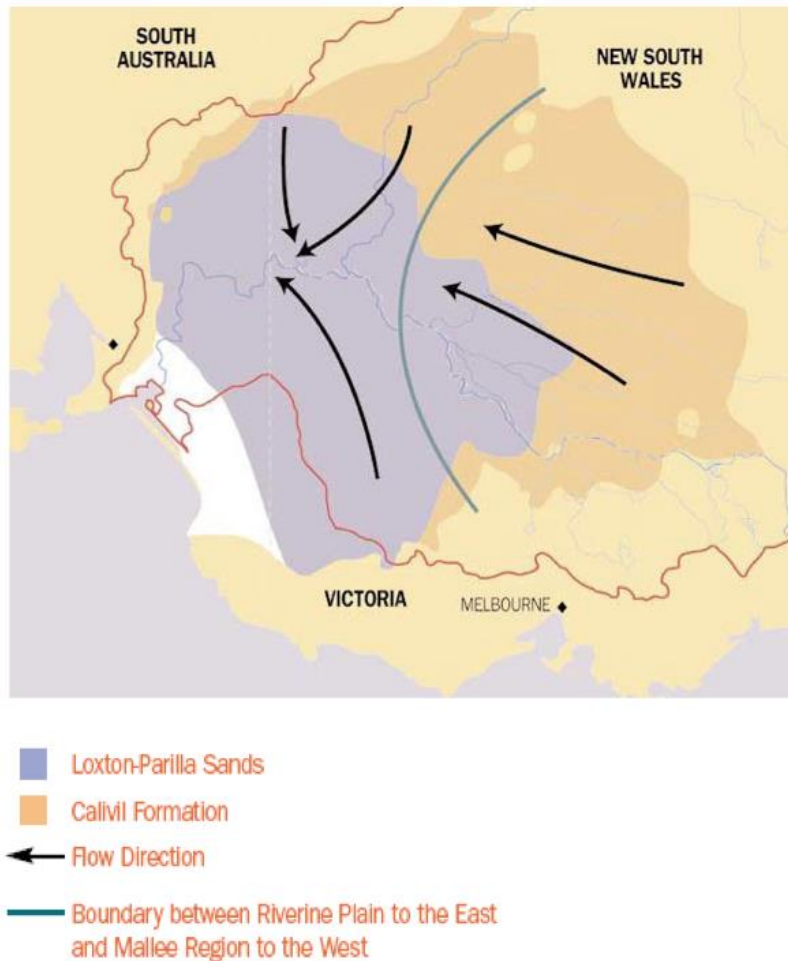 SOUTH
AUSTRALIA
NEW SOUTH
WALES
VICTORIA
MELBOURNE
Loxton-Parilla Sands
Calivil Formation
Flow Direction
Boundary between Riverine Plain to the East
and Mallee Region to the West